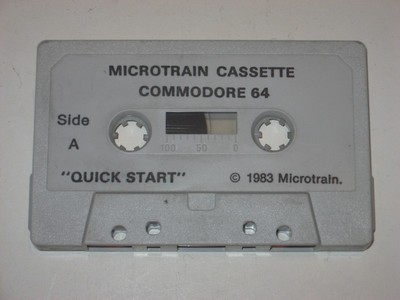 MICROTRAIN CASSETTE
COMMODORE 64
Side
A
100 50 0
"QUICK START"
© 1983 Microtrain.